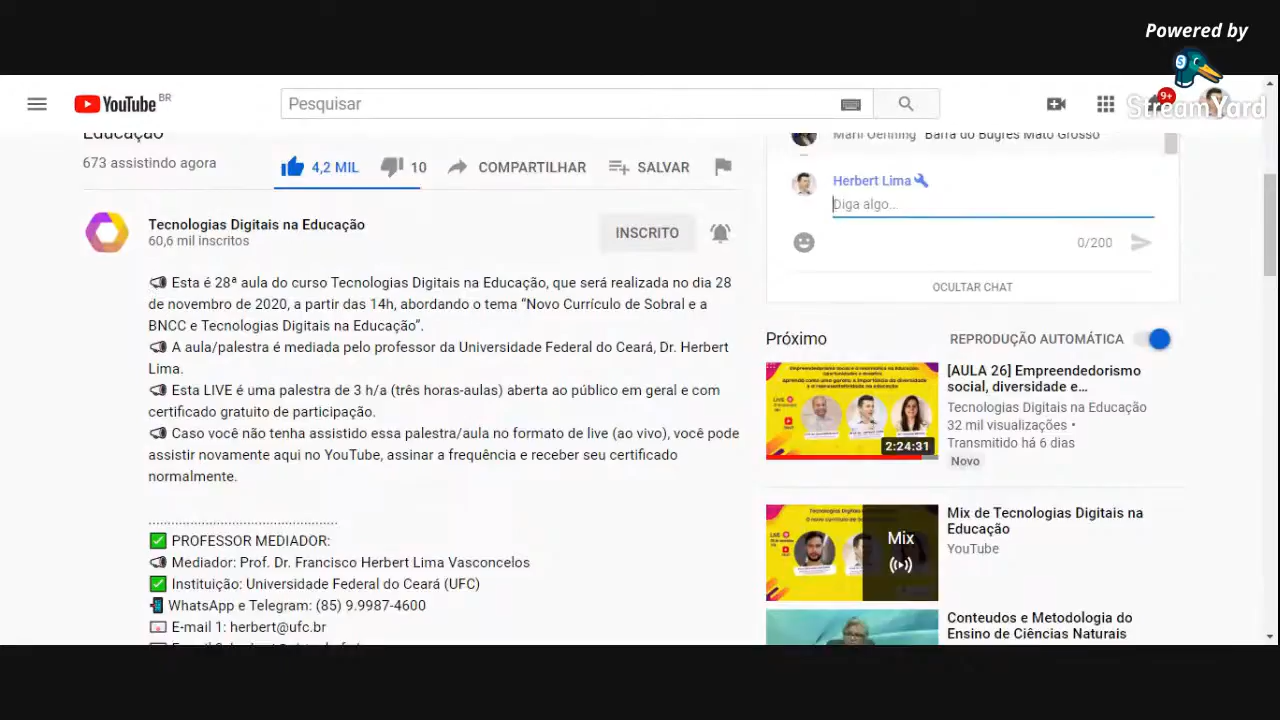 Powered by
StreamYard
YouTube BR
Pesquisar
9+
Educação
673 assistindo agora
4,2 MIL
10
COMPARTILHAR
SALVAR
Tecnologias Digitais na Educação
60,6 mil inscritos
INSCRITO
Esta é 28ª aula do curso Tecnologias Digitais na Educação, que será realizada no dia 28
de novembro de 2020, a partir das 14h, abordando o tema “Novo Currículo de Sobral e a
BNCC e Tecnologias Digitais na Educação”.
A aula/palestra é mediada pelo professor da Universidade Federal do Ceará, Dr. Herbert
Lima.
Esta LIVE é uma palestra de 3 h/a (três horas-aulas) aberta ao público em geral e com
certificado gratuito de participação.
Caso você não tenha assistido essa palestra/aula no formato de live (ao vivo), você pode
assistir novamente aqui no YouTube, assinar a frequência e receber seu certificado
normalmente.
.............................................
PROFESSOR MEDIADOR:
Mediador: Prof. Dr. Francisco Herbert Lima Vasconcelos
Instituição: Universidade Federal do Ceará (UFC)
WhatsApp e Telegram: (85) 9.9987-4600
E-mail 1: herbert@ufc.br
Marli Oenning Barra do Bugres Mato Grosso
Herbert Lima
Diga algo...
0/200
OCULTAR CHAT
Próximo
REPRODUÇÃO AUTOMÁTICA
2:24:31
[AULA 26] Empreendedorismo
social, diversidade e...
Tecnologias Digitais na Educação
32 mil visualizações •
Transmitido há 6 dias
Novo
Mix
Mix de Tecnologias Digitais na
Educação
YouTube
Conteudos e Metodologia do
Ensino de Ciências Naturais